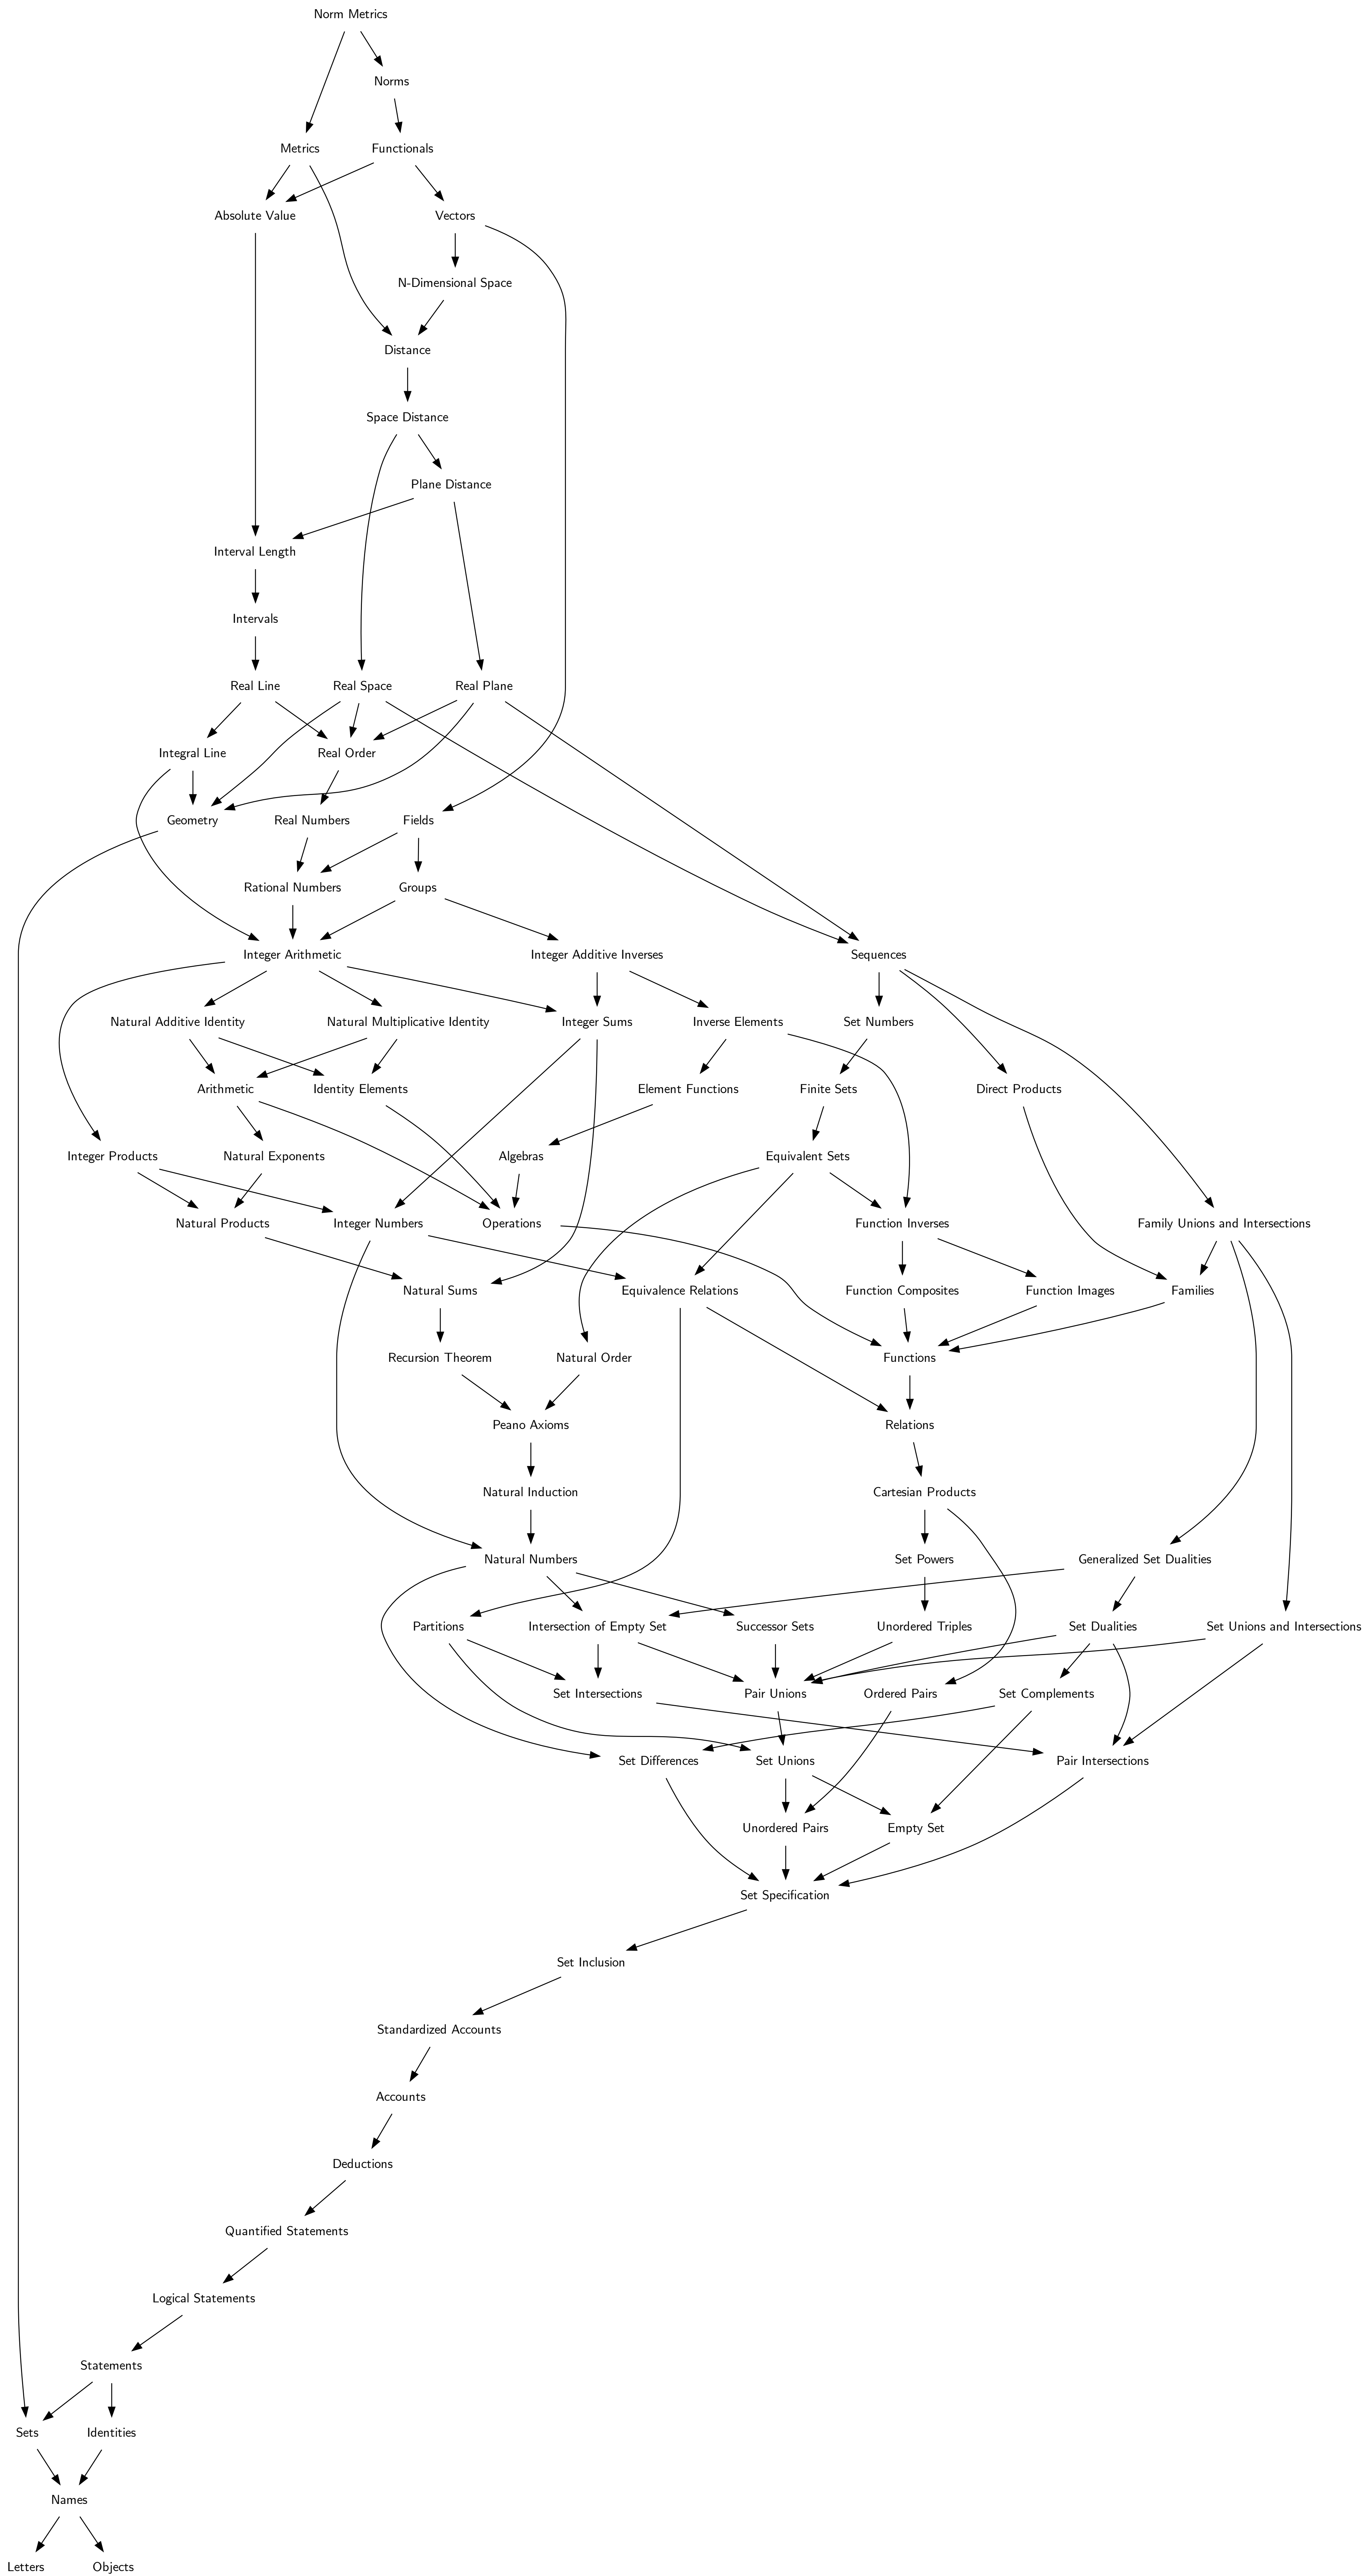 Norm Metrics
Norms
Metrics
Functionals
Absolute Value
Vectors
N-Dimensional Space
Distance
Space Distance
Plane Distance
Interval Length
Intervals
Real Line
Real Space
Real Plane
Integral Line
Real Order
Geometry
Real Numbers
Fields
Rational Numbers
Groups
Integer Arithmetic
Integer Additive Inverses
Sequences
Natural Additive Identity
Natural Multiplicative Identity
Integer Sums
Inverse Elements
Set Numbers
Arithmetic
Identity Elements
Element Functions
Finite Sets
Direct Products
Integer Products
Natural Exponents
Algebras
Equivalent Sets
Natural Products
Integer Numbers
Operations
Function Inverses
Family Unions and Intersections
Natural Sums
Equivalence Relations
Function Composites
Function Images
Families
Recursion Theorem
Natural Order
Functions
Peano Axioms
Relations
Natural Induction
Cartesian Products
Natural Numbers
Set Powers
Generalized Set Dualities
Partitions
Intersection of Empty Set
Successor Sets
Unordered Triples
Set Dualities
Set Unions and Intersections
Set Intersections
Pair Unions
Ordered Pairs
Set Complements
Set Differences
Set Unions
Pair Intersections
Unordered Pairs
Empty Set
Set Specification
Set Inclusion
Standardized Accounts
Accounts
Deductions
Quantified Statements
Logical Statements
Statements
Sets
Identities
Names
Letters
Objects